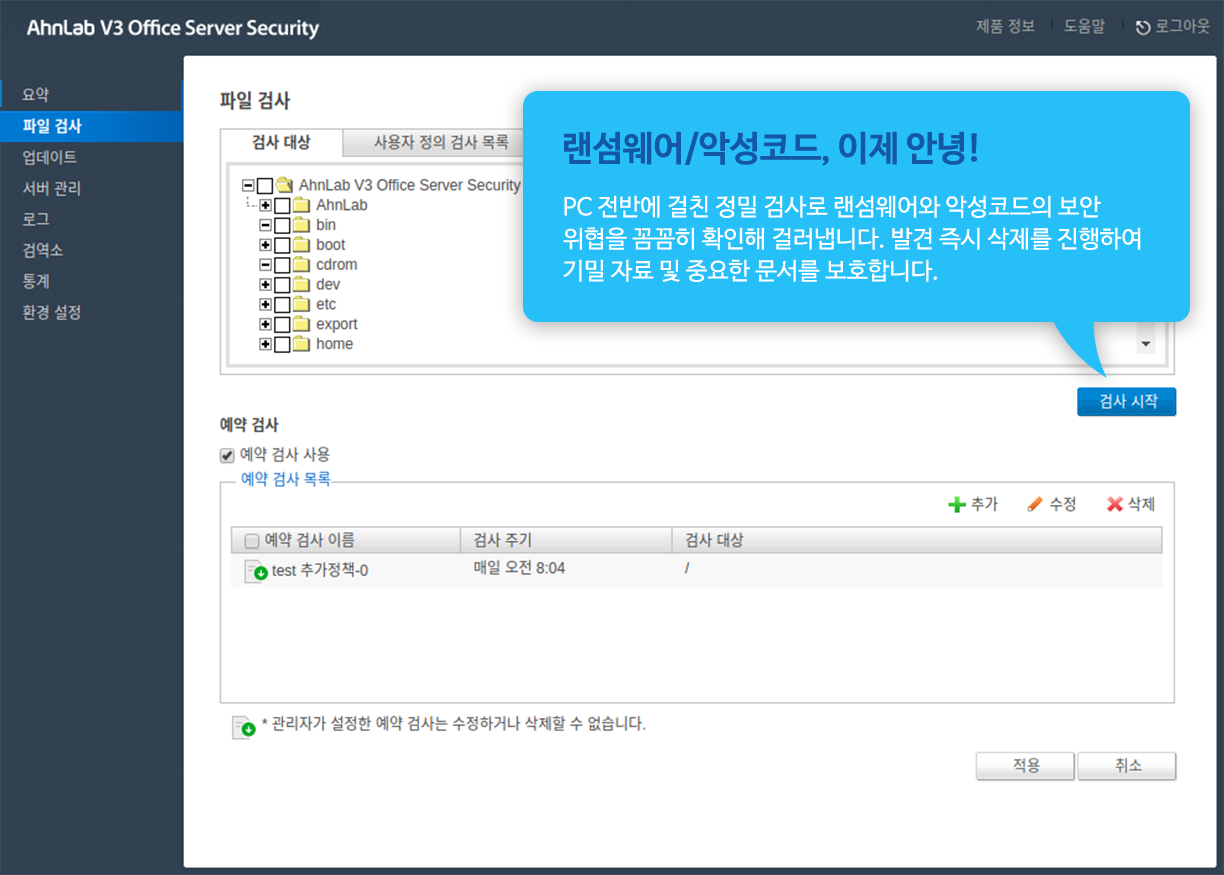 AhnLab V3 Office Server Security
제품 정보
도움말
로그아웃
요약
파일 검사
업데이트
서버 관리
로그
검역소
통계
환경 설정
파일 검사
검사 대상
사용자 정의 검사 목록
AhnLab V3 Office Server Security
AhnLab
bin
boot
cdrom
dev
etc
export
home
랜섬웨어/악성코드, 이제 안녕!
PC 전반에 걸친 정밀 검사로 랜섬웨어와 악성코드의 보안
위협을 꼼꼼히 확인해 걸러냅니다. 발견 즉시 삭제를 진행하여
기밀 자료 및 중요한 문서를 보호합니다.
검사 시작
예약 검사
예약 검사 사용
예약 검사 목록
추가
수정
삭제
예약 검사 이름
검사 주기
검사 대상
test 추가정책-0
매일 오전 8:04
/
* 관리자가 설정한 예약 검사는 수정하거나 삭제할 수 없습니다.
적용
취소